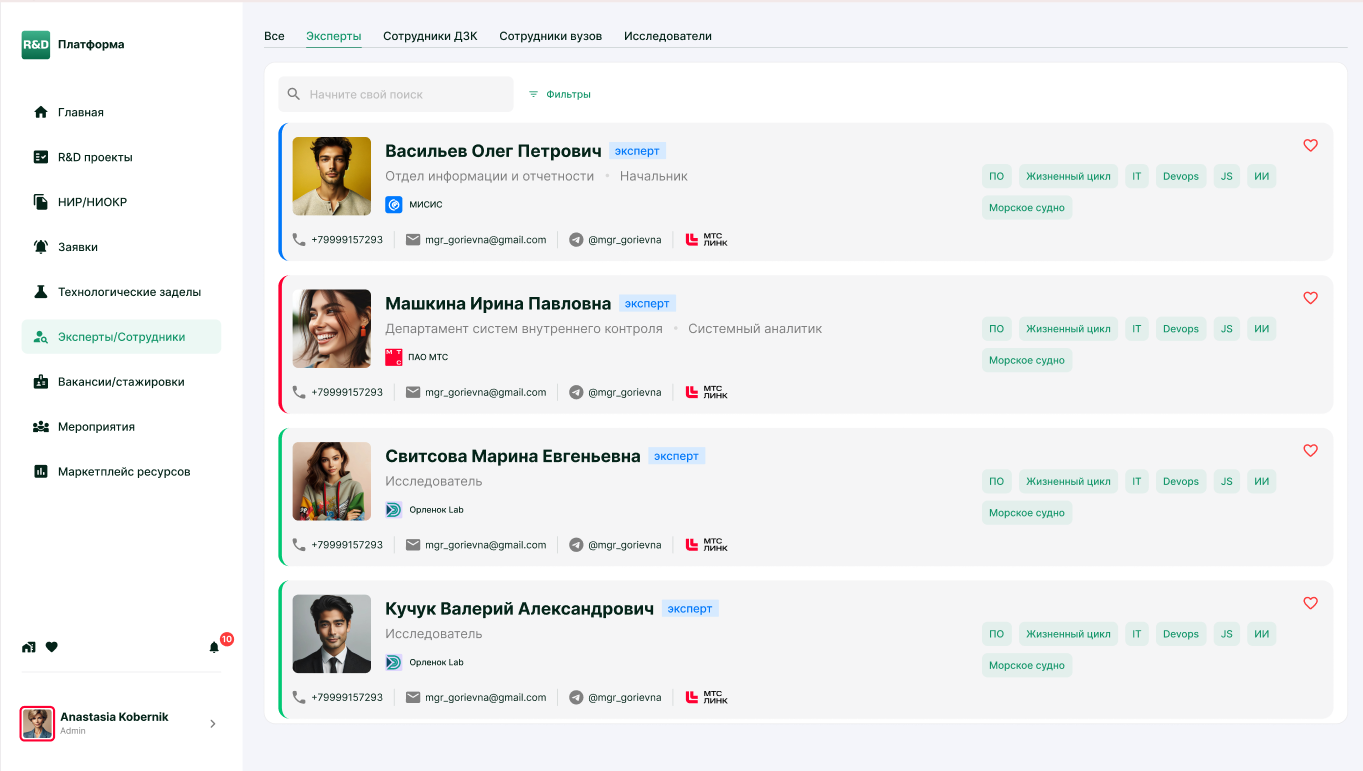 R&D Платформа
Главная
R&D проекты
НИР/НИОКР
Заявки
Технологические заделы
Эксперты/Сотрудники
Вакансии/стажировки
Мероприятия
Маркетплейс ресурсов
10
Anastasia Kobernik
Admin
Все Эксперты Сотрудники ДЗК Сотрудники вузов Исследователи
Начните свой поиск Фильтры
Васильев Олег Петрович эксперт
Отдел информации и отчетности • Начальник
МИСИС
+79999157293 mgr_gorievna@gmail.com @mgr_gorievna МТС ЛИНК
ПО Жизненный цикл IT Devops JS ИИ
Морское судно
Машкина Ирина Павловна эксперт
Департамент систем внутреннего контроля • Системный аналитик
МТС ПАО МТС
+79999157293 mgr_gorievna@gmail.com @mgr_gorievna МТС ЛИНК
ПО Жизненный цикл IT Devops JS ИИ
Морское судно
Свитсова Марина Евгеньевна эксперт
Исследователь
Орленок Lab
+79999157293 mgr_gorievna@gmail.com @mgr_gorievna МТС ЛИНК
ПО Жизненный цикл IT Devops JS ИИ
Морское судно
Кучук Валерий Александрович эксперт
Исследователь
Орленок Lab
+79999157293 mgr_gorievna@gmail.com @mgr_gorievna МТС ЛИНК
ПО Жизненный цикл IT Devops JS ИИ
Морское судно